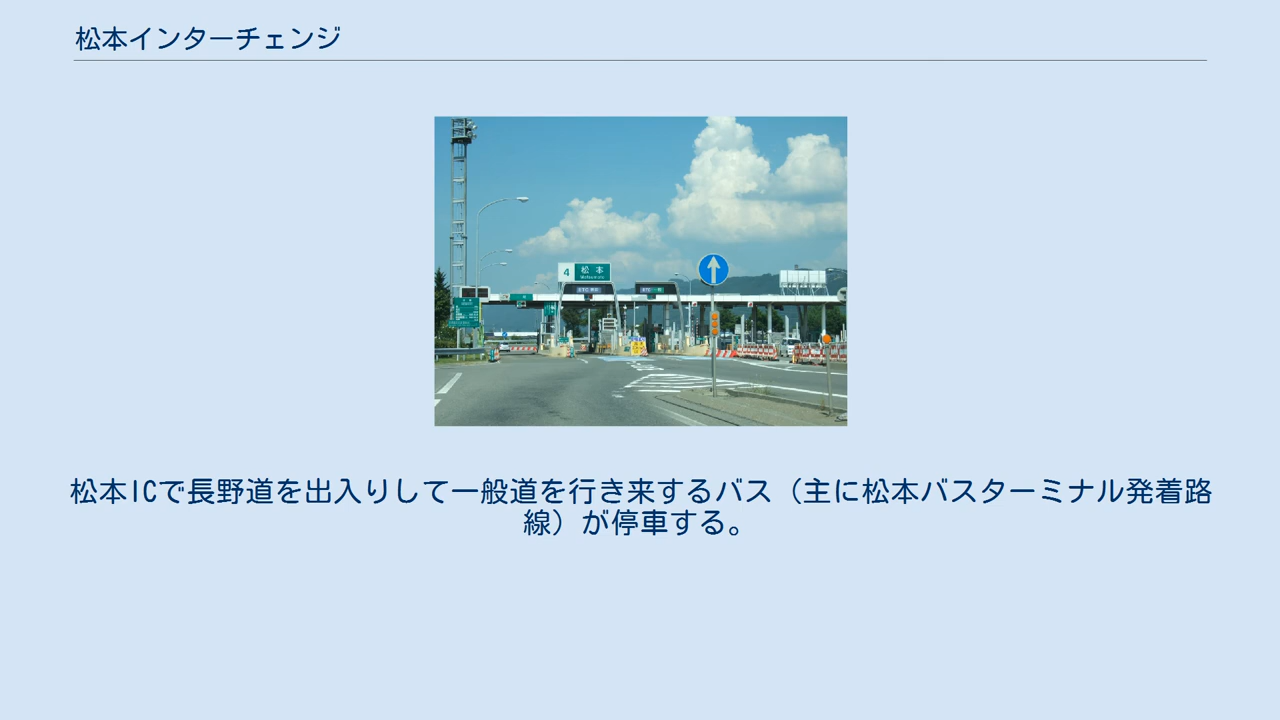 松本インターチェンジ
4 松本
Matsumoto
松本ICで長野道を出入りして一般道を行き来するバス（主に松本バスターミナル発着路
線）が停車する。